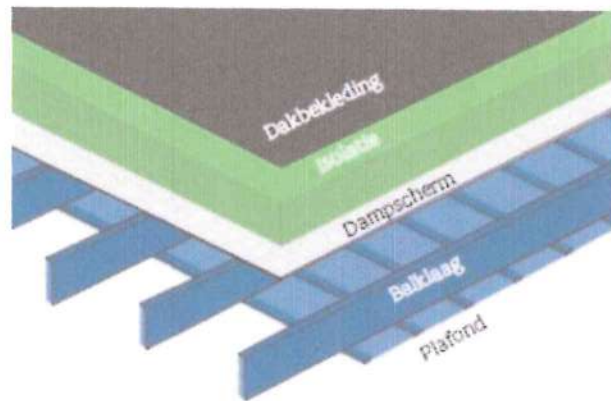 Dakbekleding
Isolatie
Dampscherm
Balklaag
Plafond